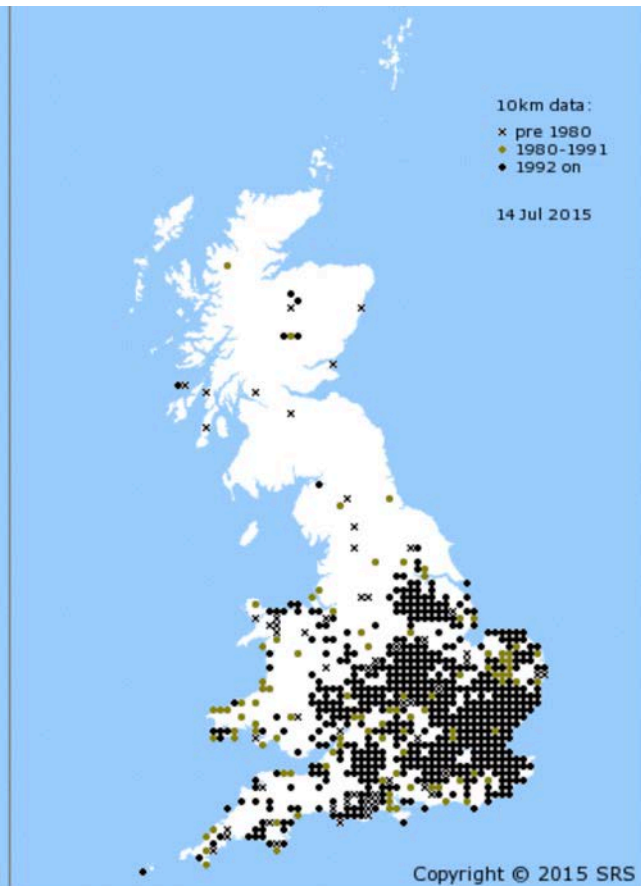 10km data:
× pre 1980
● 1980-1991
● 1992 on
14 Jul 2015
Copyright © 2015 SRS